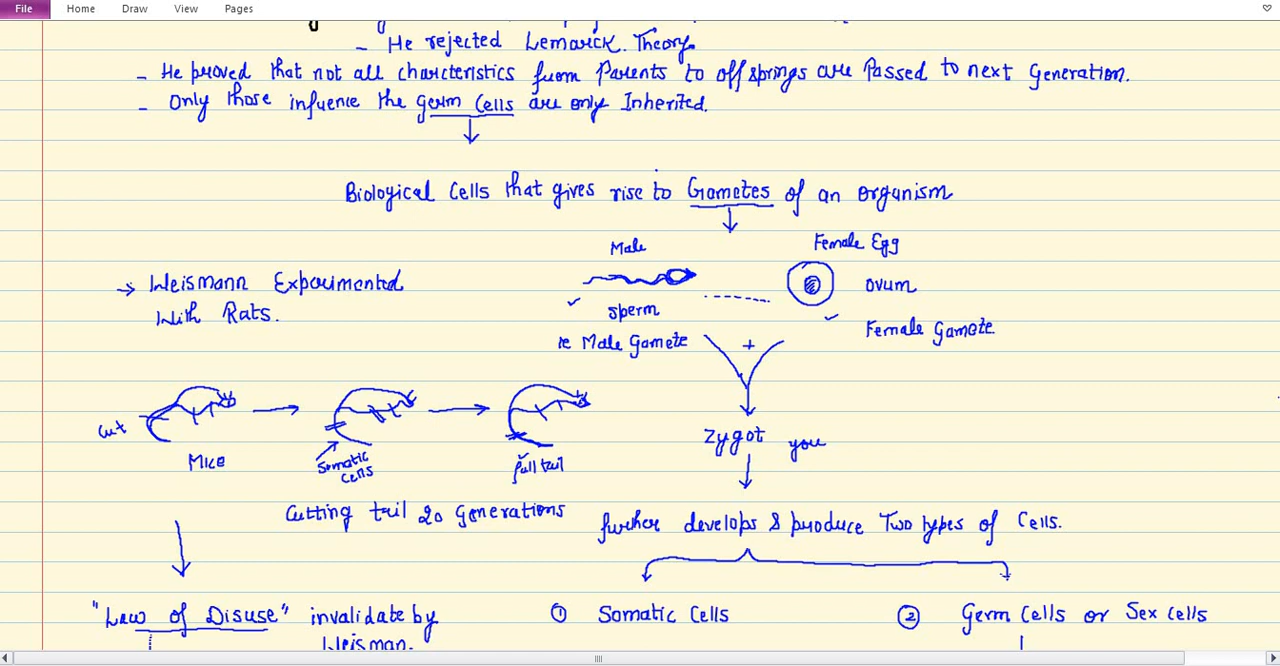 File Home Draw View Pages
- He rejected Lemarick. Theory.
- He proved that not all charcteristics from Parents to offsprings are Passed to next Generation.
- Only those influence the germ cells are only Inherited.
Biological Cells that gives rise to Gametes of an organism
Male
Female Egg
→ Weismann Experimented
With Rats.
ovum
sperm
Female Gamete
ie Male Gamete
+
cut
Mice
Somatic
cells
full tail
Zygot you
Cutting tail 20 Generations
further develops & produce Two types of Cells.
"Law of Disuse" invalidate by
Weisman.
① Somatic Cells
② Germ Cells or Sex cells